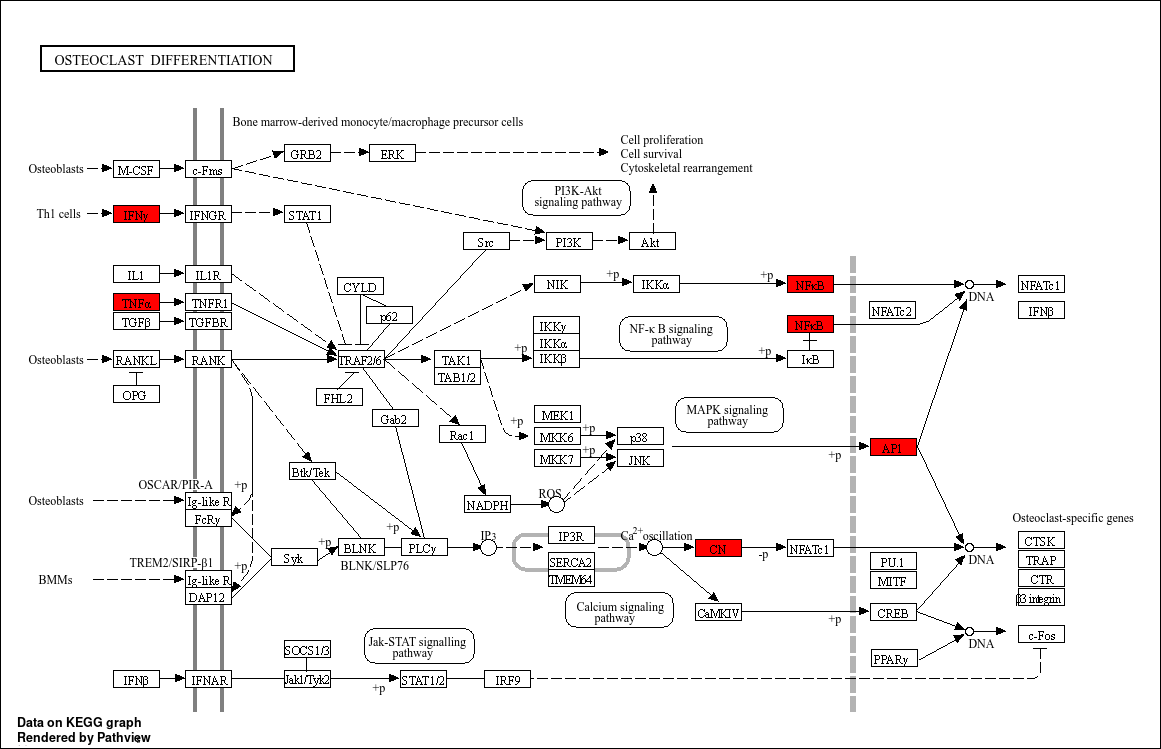 OSTEOCLAST DIFFERENTIATION
Bone marrow-derived monocyte/macrophage precursor cells
Cell proliferation
Cell survival
Cytoskeletal rearrangement
GRB2
ERK
Osteoblasts
M-CSF
c-Fms
PI3K-Akt
signaling pathway
Th1 cells
IFNγ
IFNGR
STAT1
Src
PI3K
Akt
IL1
IL1R
CYLD
NIK
+p
IKKα
+p
NFκB
NFATc1
DNA
TNFα
TNFR1
p62
NFATc2
IFNβ
TGFβ
TGFBR
IKKγ
IKKα
IKKβ
NF-κ B signaling
pathway
NFκB
Osteoblasts
RANKL
RANK
TRAF2/6
TAK1
TAB1/2
+p
+p
IκB
OPG
FHL2
Gab2
Rac1
MEK1
MAPK signaling
pathway
+p
MKK6
+p
p38
MKK7
+p
JNK
+p
AP1
Btk/Tek
OSCAR/PIR-A
+p
ROS
Osteoblasts
Ig-like R
NADPH
FcRγ
Osteoclast-specific genes
+p
IP3
IP3R
Ca2+ oscillation
+p
BLNK
PLCγ
CN
-p
NFATc1
DNA
CTSK
Syk
BLNK/SLP76
SERCA2
TMEM64
PU.1
TRAP
TREM2/SIRP-β1
+p
BMMs
Ig-like R
MITF
CTR
DAP12
Calcium signaling
pathway
β3 integrin
CaMKIV
+p
CREB
Jak-STAT signalling
pathway
DNA
c-Fos
SOCS1/3
PPARγ
IFNβ
IFNAR
Jak1/Tyk2
+p
STAT1/2
IRF9
Data on KEGG graph
Rendered by Pathview